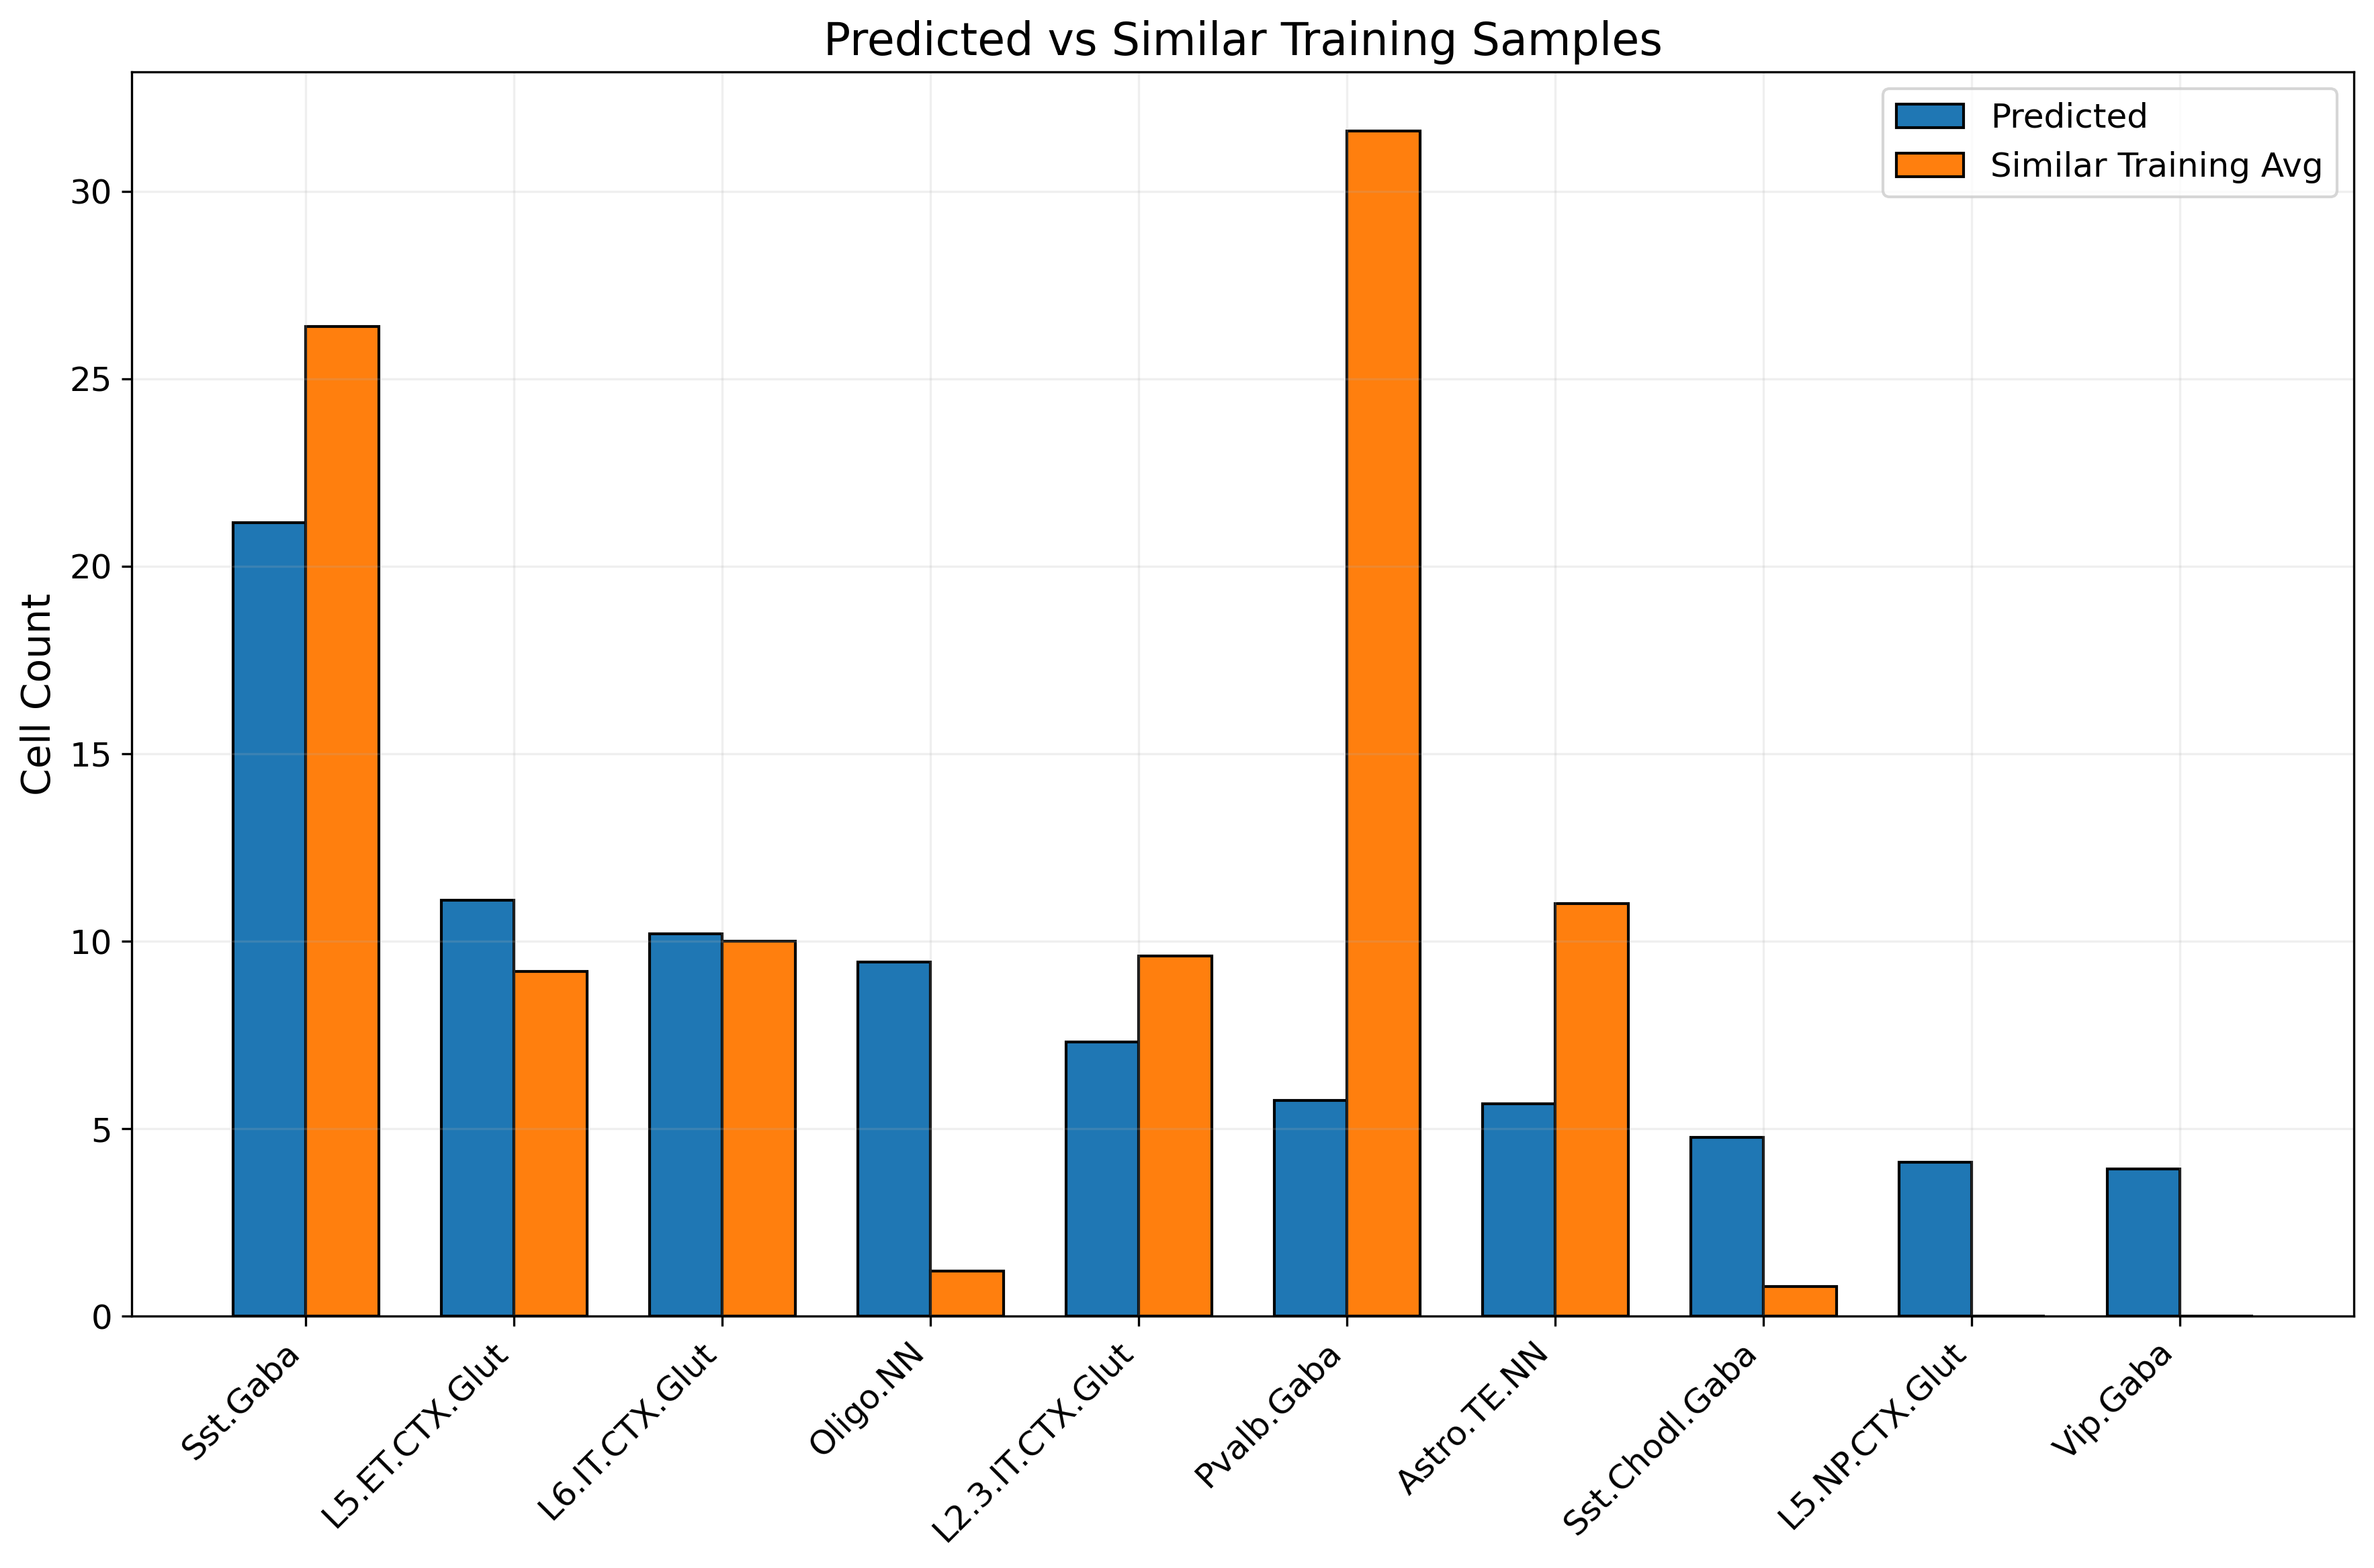 Predicted vs Similar Training Samples
Predicted
Similar Training Avg
Cell Count
30
25
20
15
10
5
0
Sst.Gaba
L5.ET.CTX.Glut
L6.IT.CTX.Glut
Oligo.NN
L2.3.IT.CTX.Glut
Pvalb.Gaba
Astro.TE.NN
Sst.Chodl.Gaba
L5.NP.CTX.Glut
Vip.Gaba